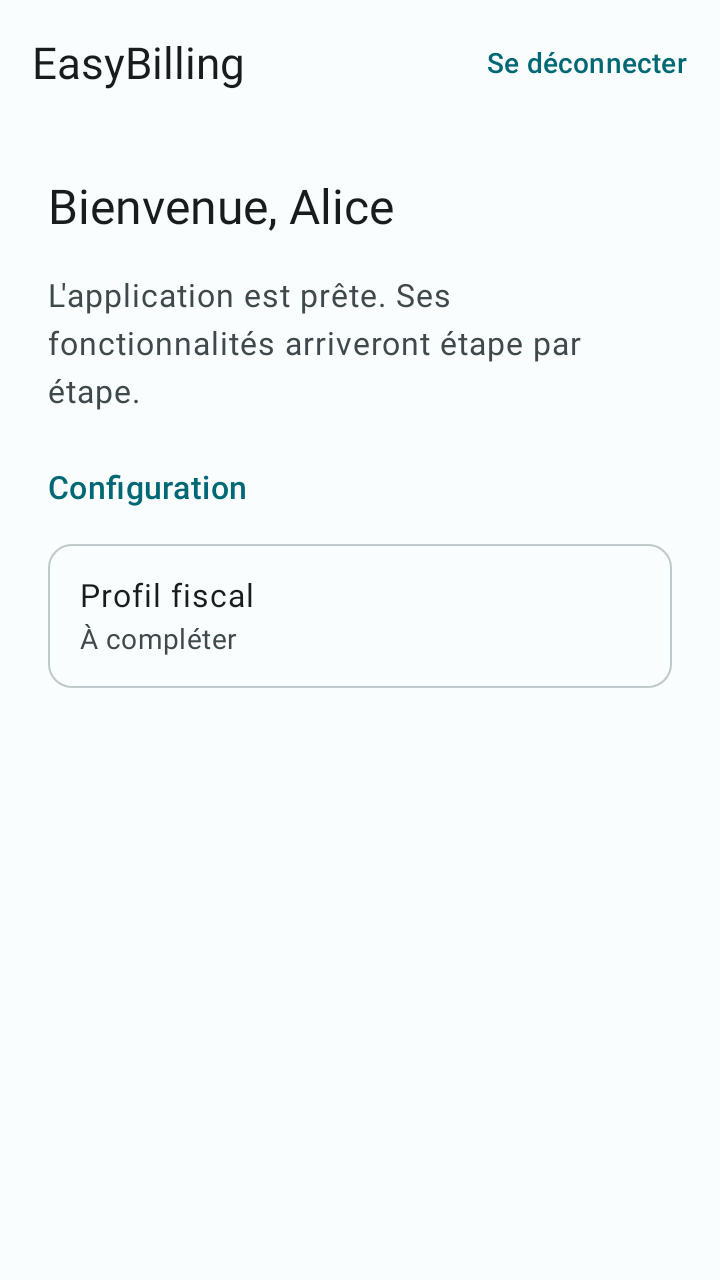 EasyBilling
Se déconnecter
Bienvenue, Alice
L'application est prête. Ses
fonctionnalités arriveront étape par
étape.
Configuration
Profil fiscal
À compléter